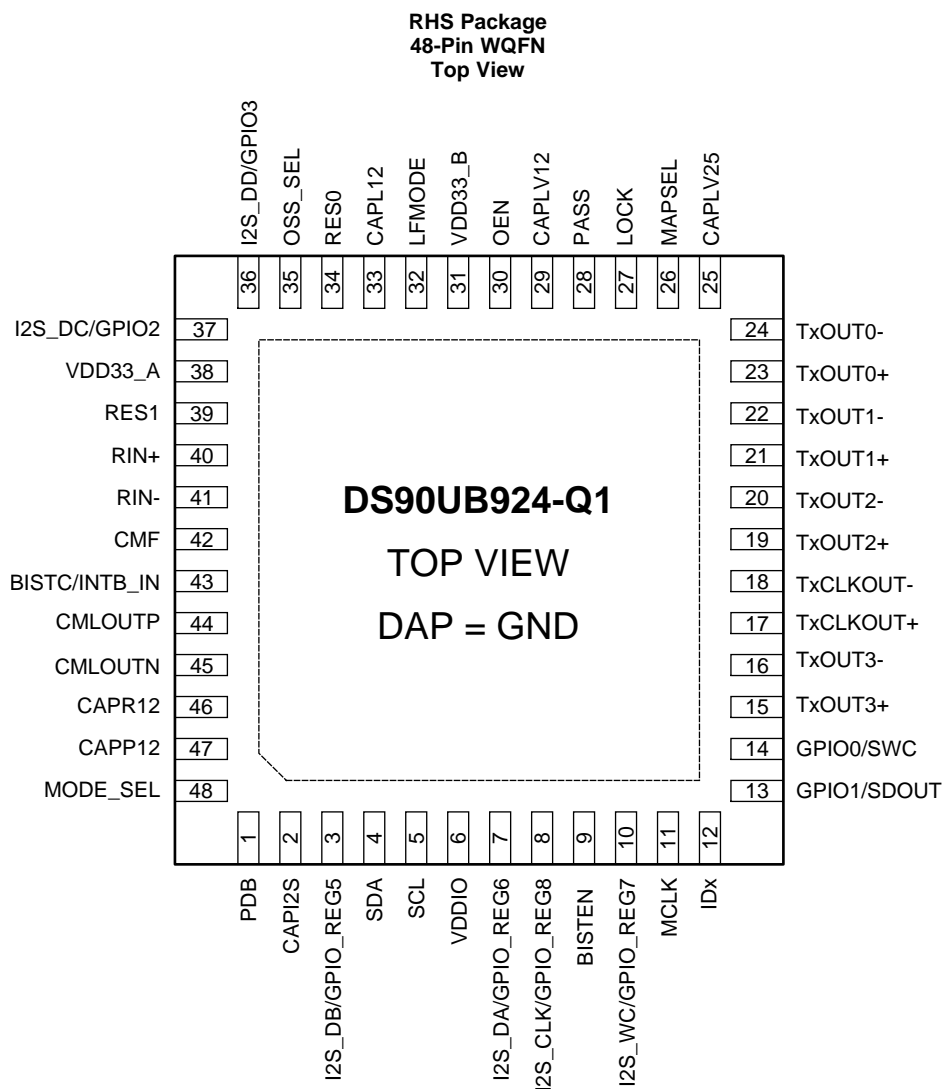 RHS Package
48-Pin WQFN
Top View
I2S_DD/GPIO3
OSS_SEL
RES0
CAPL12
LFMODE
VDD33_B
OEN
CAPLV12
PASS
LOCK
MAPSEL
CAPLV25
36
35
34
33
32
31
30
29
28
27
26
25
I2S_DC/GPIO2 37
VDD33_A 38
RES1 39
RIN+ 40
RIN- 41
CMF 42
BISTC/INTB_IN 43
CMLOUTP 44
CMLOUTN 45
CAPR12 46
CAPP12 47
MODE_SEL 48
DS90UB924-Q1
TOP VIEW
DAP = GND
24 TxOUT0-
23 TxOUT0+
22 TxOUT1-
21 TxOUT1+
20 TxOUT2-
19 TxOUT2+
18 TxCLKOUT-
17 TxCLKOUT+
16 TxOUT3-
15 TxOUT3+
14 GPIO0/SWC
13 GPIO1/SDOUT
1
2
3
4
5
6
7
8
9
10
11
12
PDB
CAPI2S
I2S_DB/GPIO_REG5
SDA
SCL
VDDIO
I2S_DA/GPIO_REG6
I2S_CLK/GPIO_REG8
BISTEN
I2S_WC/GPIO_REG7
MCLK
IDx